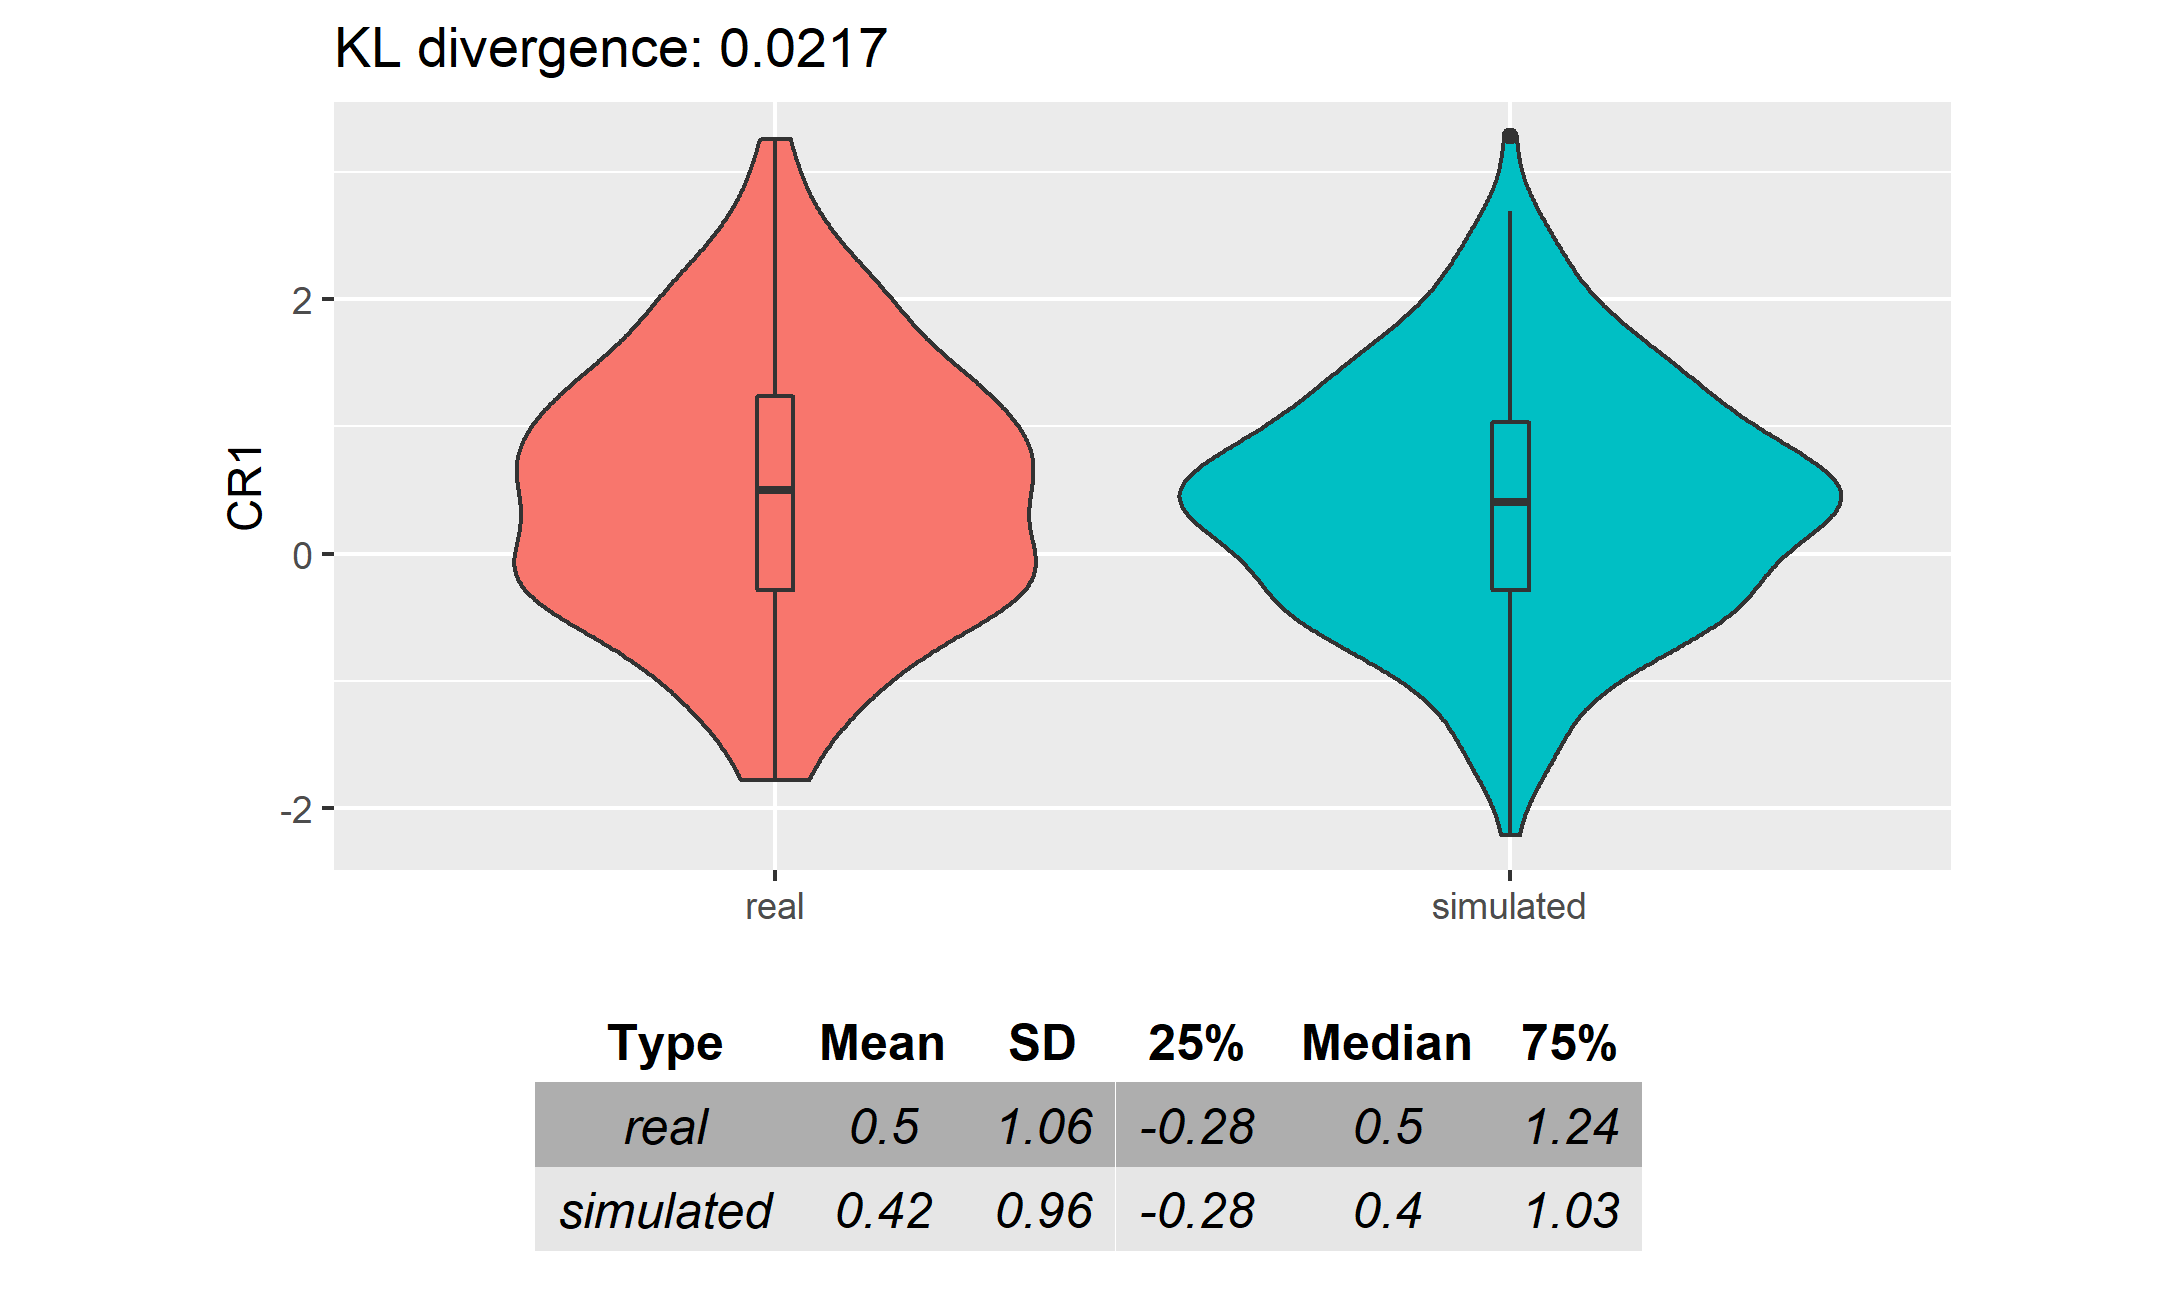 KL divergence: 0.0217
CR1
2
0
-2
real simulated
Type Mean SD 25% Median 75%
real 0.5 1.06 -0.28 0.5 1.24
simulated 0.42 0.96 -0.28 0.4 1.03